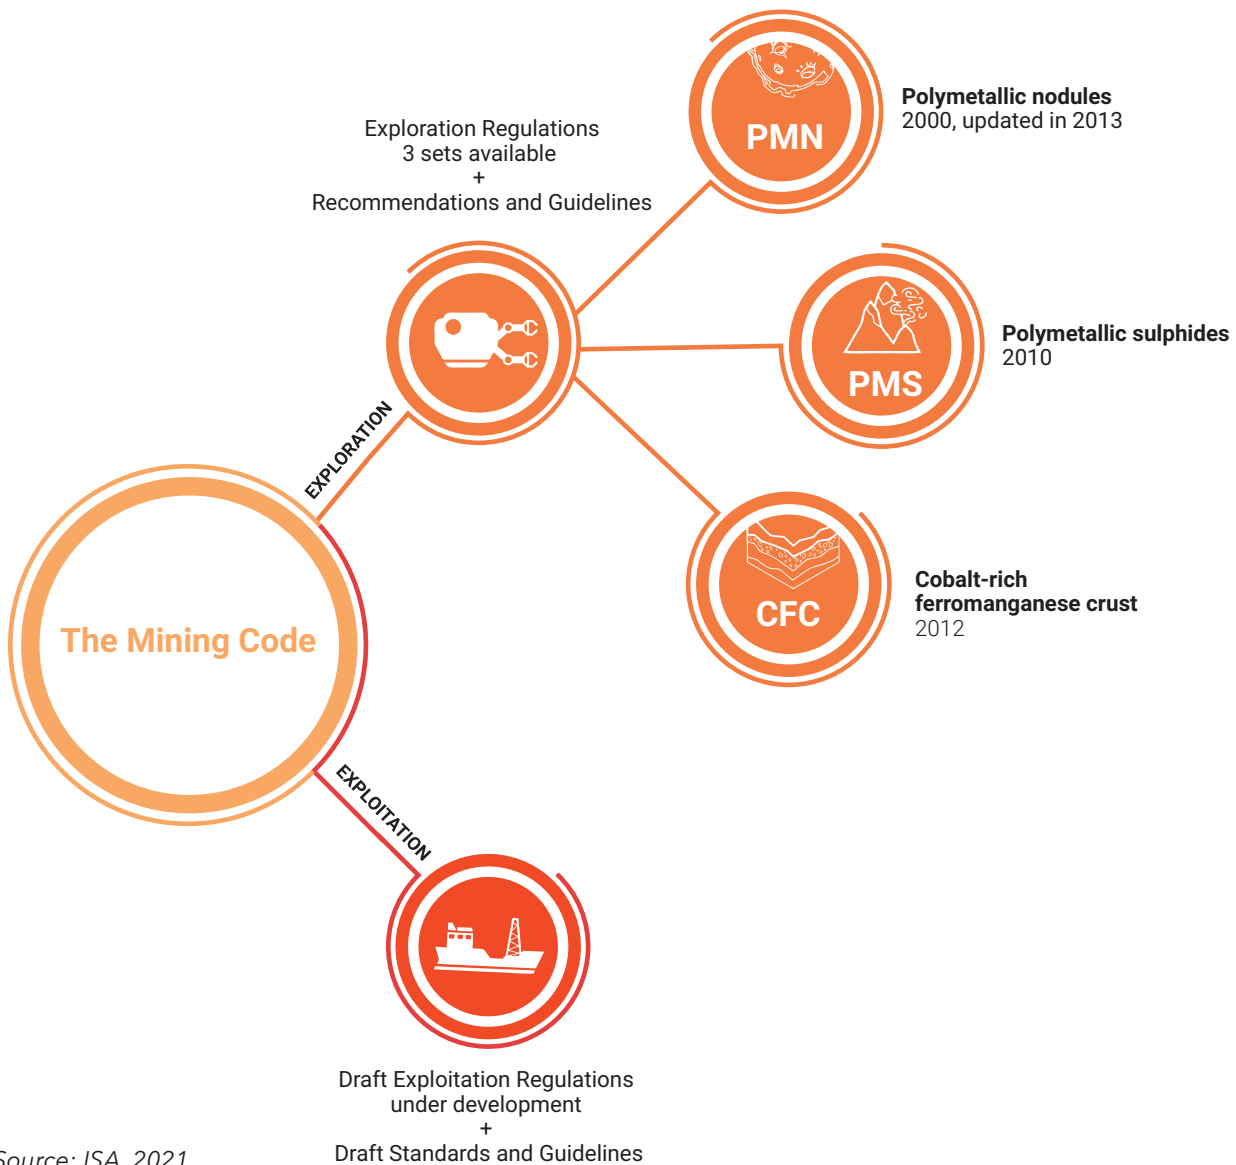 Exploration Regulations
3 sets available
+
Recommendations and Guidelines
PMN
Polymetallic nodules
2000, updated in 2013
PMS
Polymetallic sulphides
2010
EXPLORATION
CFC
Cobalt-rich
ferromanganese crust
2012
The Mining Code
EXPLOITATION
Draft Exploitation Regulations
under development
+
Draft Standards and Guidelines
Source: ISA, 2021